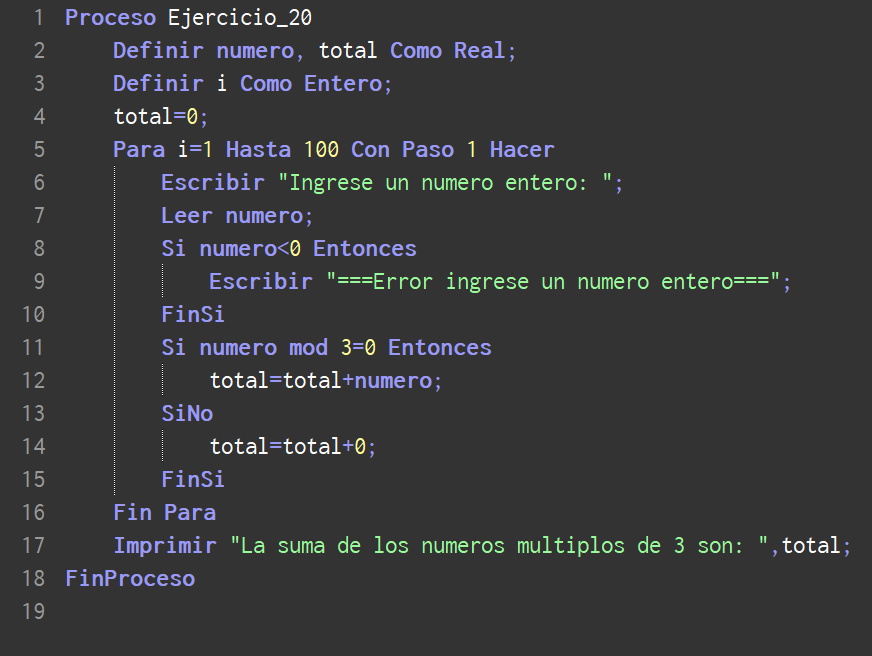 1 Proceso Ejercicio_20
2 Definir numero, total Como Real;
3 Definir i Como Entero;
4 total=0;
5 Para i=1 Hasta 100 Con Paso 1 Hacer
6 Escribir "Ingrese un numero entero: ";
7 Leer numero;
8 Si numero<0 Entonces
9 Escribir "===Error ingrese un numero entero===";
10 FinSi
11 Si numero mod 3=0 Entonces
12 total=total+numero;
13 SiNo
14 total=total+0;
15 FinSi
16 Fin Para
17 Imprimir "La suma de los numeros multiplos de 3 son: ",total;
18 FinProceso
19